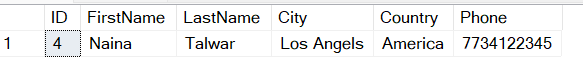 ID FirstName LastName City Country Phone
1 4 Naina Talwar Los Angels America 7734122345